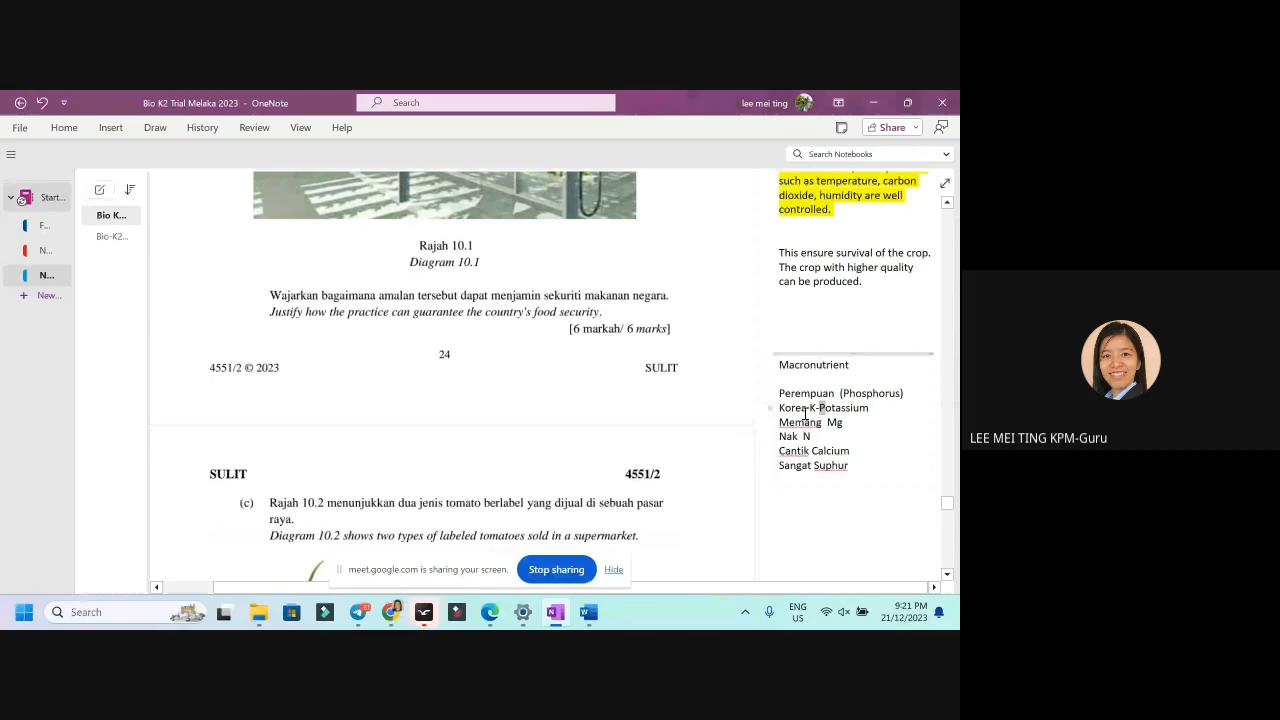 Bio K2 Trial Melaka 2023 - OneNote
Search
lee mei ting
File Home Insert Draw History Review View Help
Share
Search Notebooks
Start...
F...
N...
N...
+ New...
Bio K...
Bio-K2...
Rajah 10.1
Diagram 10.1
Wajarkan bagaimana amalan tersebut dapat menjamin sekuriti makanan negara.
Justify how the practice can guarantee the country's food security.
[6 markah/ 6 marks]
24
4551/2 © 2023 SULIT
SULIT 4551/2
(c) Rajah 10.2 menunjukkan dua jenis tomato berlabel yang dijual di sebuah pasar
raya.
Diagram 10.2 shows two types of labeled tomatoes sold in a supermarket.
such as temperature, carbon
dioxide, humidity are well
controlled.
This ensure survival of the crop.
The crop with higher quality
can be produced.
Macronutrient
Perempuan (Phosphorus)
Korea-K-Potassium
Memang Mg
Nak N
Cantik Calcium
Sangat Suphur
meet.google.com is sharing your screen.
Stop sharing
Hide
Search
ENG
US
9:21 PM
21/12/2023
LEE MEI TING KPM-Guru